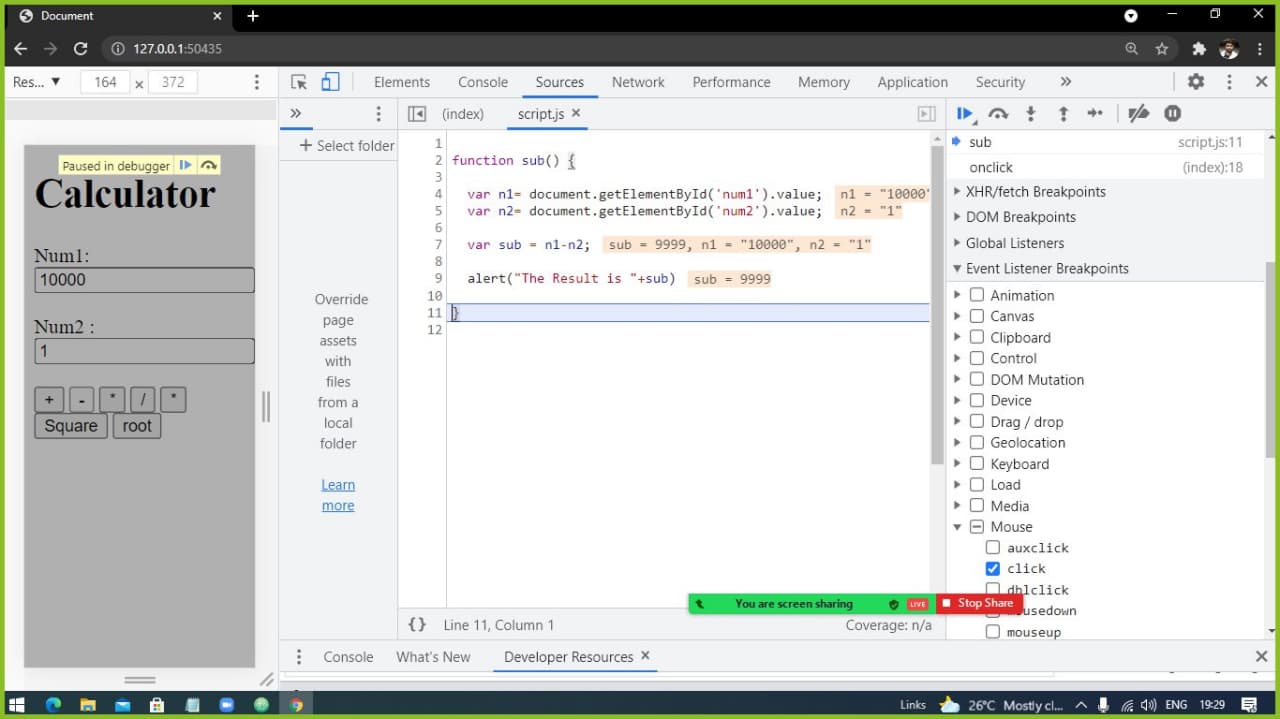 Document
127.0.0.1:50435
Res... 164 × 372
Elements Console Sources Network Performance Memory Application Security
Paused in debugger
Calculator
Num1:
10000
Num2 :
1
+ - * / *
Square root
Select folder
Override
page
assets
with
files
from a
local
folder
Learn
more
(index) script.js
1
2 function sub() {
3
4 var n1= document.getElementById('num1').value; n1 = "10000"
5 var n2= document.getElementById('num2').value; n2 = "1"
6
7 var sub = n1-n2; sub = 9999, n1 = "10000", n2 = "1"
8
9 alert("The Result is "+sub) sub = 9999
10
11 }
12
{} Line 11, Column 1 Coverage: n/a
sub script.js:11
onclick (index):18
XHR/fetch Breakpoints
DOM Breakpoints
Global Listeners
Event Listener Breakpoints
Animation
Canvas
Clipboard
Control
DOM Mutation
Device
Drag / drop
Geolocation
Keyboard
Load
Media
Mouse
auxclick
click
dblclick
mousedown
mouseup
You are screen sharing LIVE Stop Share
Console What's New Developer Resources
Links 26°C Mostly cl... ENG 19:29